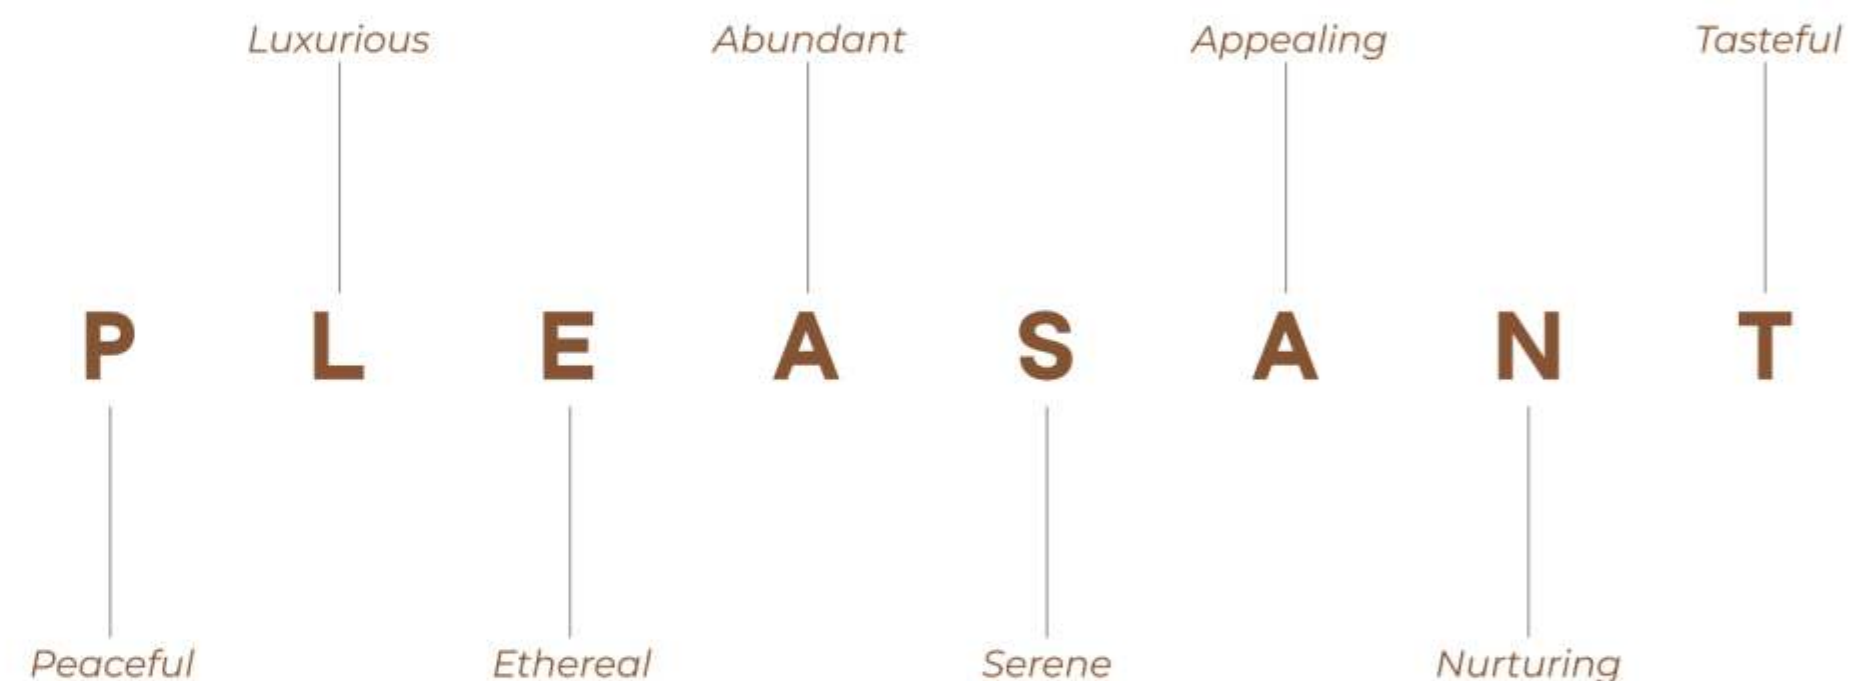 Luxurious Abundant Appealing Tasteful
P L E A S A N T
Peaceful Ethereal Serene Nurturing